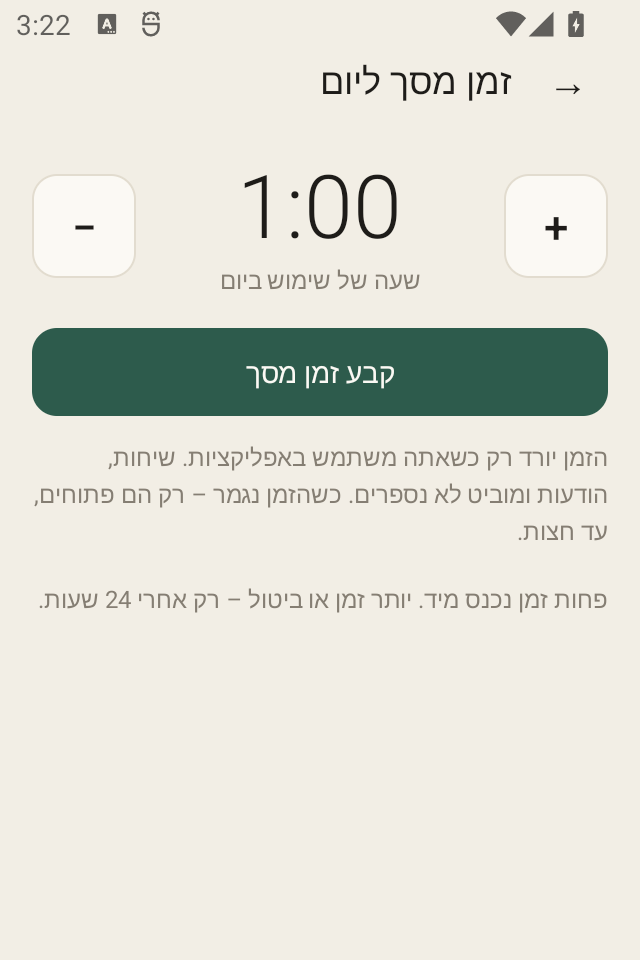 3:22
→ זמן מסך ליום
+ 1:00 −
שעה של שימוש ביום
קבע זמן מסך
הזמן יורד רק כשאתה משתמש באפליקציות. שיחות,
הודעות ומוביט לא נספרים. כשהזמן נגמר – רק הם פתוחים,
עד חצות.
פחות זמן נכנס מיד. יותר זמן או ביטול – רק אחרי 24 שעות.